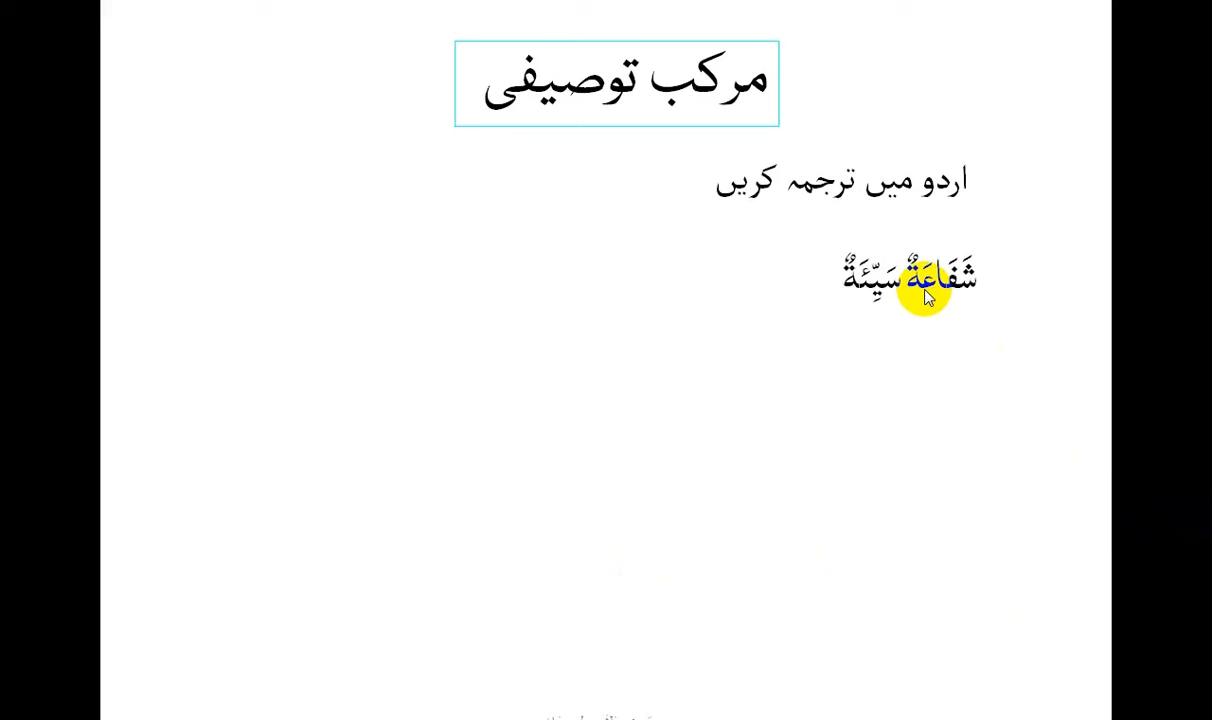 مرکب توصیفی
اردو میں ترجمہ کریں
شَفَاعَةٌ سَيِّئَةٌ